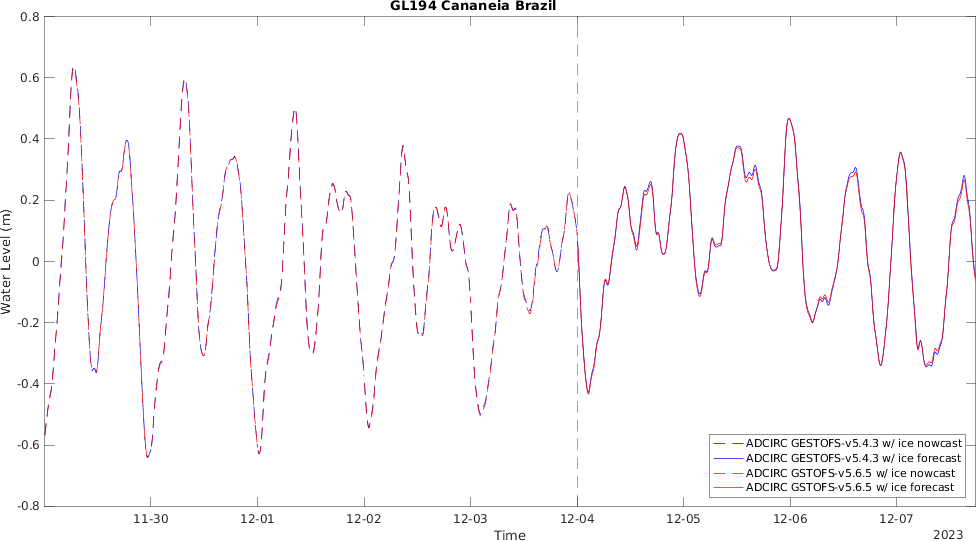 GL194 Cananeia Brazil
0.8
0.6
0.4
0.2
0
-0.2
-0.4
-0.6
-0.8
Water Level (m)
11-30
12-01
12-02
12-03
12-04
12-05
12-06
12-07
Time
2023
ADCIRC GESTOFS-v5.4.3 w/ ice nowcast
ADCIRC GESTOFS-v5.4.3 w/ ice forecast
ADCIRC GSTOFS-v5.6.5 w/ ice nowcast
ADCIRC GSTOFS-v5.6.5 w/ ice forecast